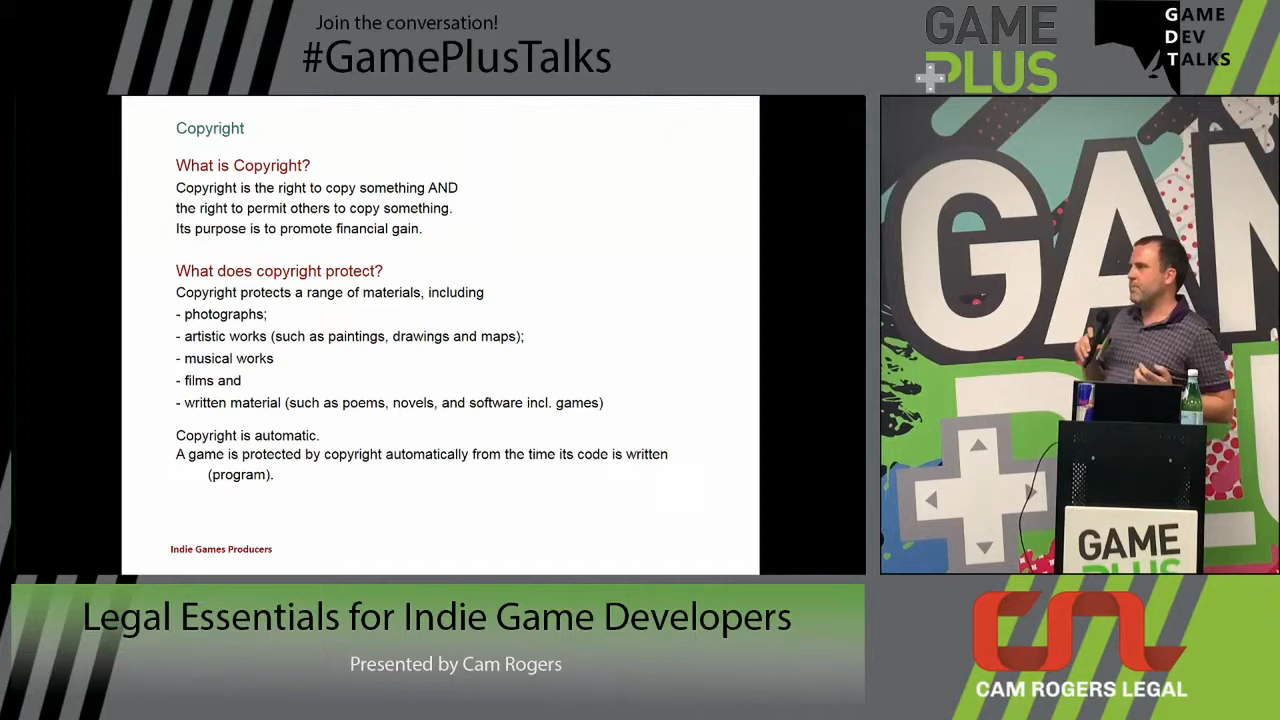 Join the conversation!
#GamePlusTalks
GAME
PLUS
GAME
DEV
TALKS
Copyright
What is Copyright?
Copyright is the right to copy something AND
the right to permit others to copy something.
Its purpose is to promote financial gain.
What does copyright protect?
Copyright protects a range of materials, including
- photographs;
- artistic works (such as paintings, drawings and maps);
- musical works
- films and
- written material (such as poems, novels, and software incl. games)
Copyright is automatic.
A game is protected by copyright automatically from the time its code is written
(program).
Indie Games Producers
GAM
GAME
PLUS
Legal Essentials for Indie Game Developers
Presented by Cam Rogers
CAM ROGERS LEGAL